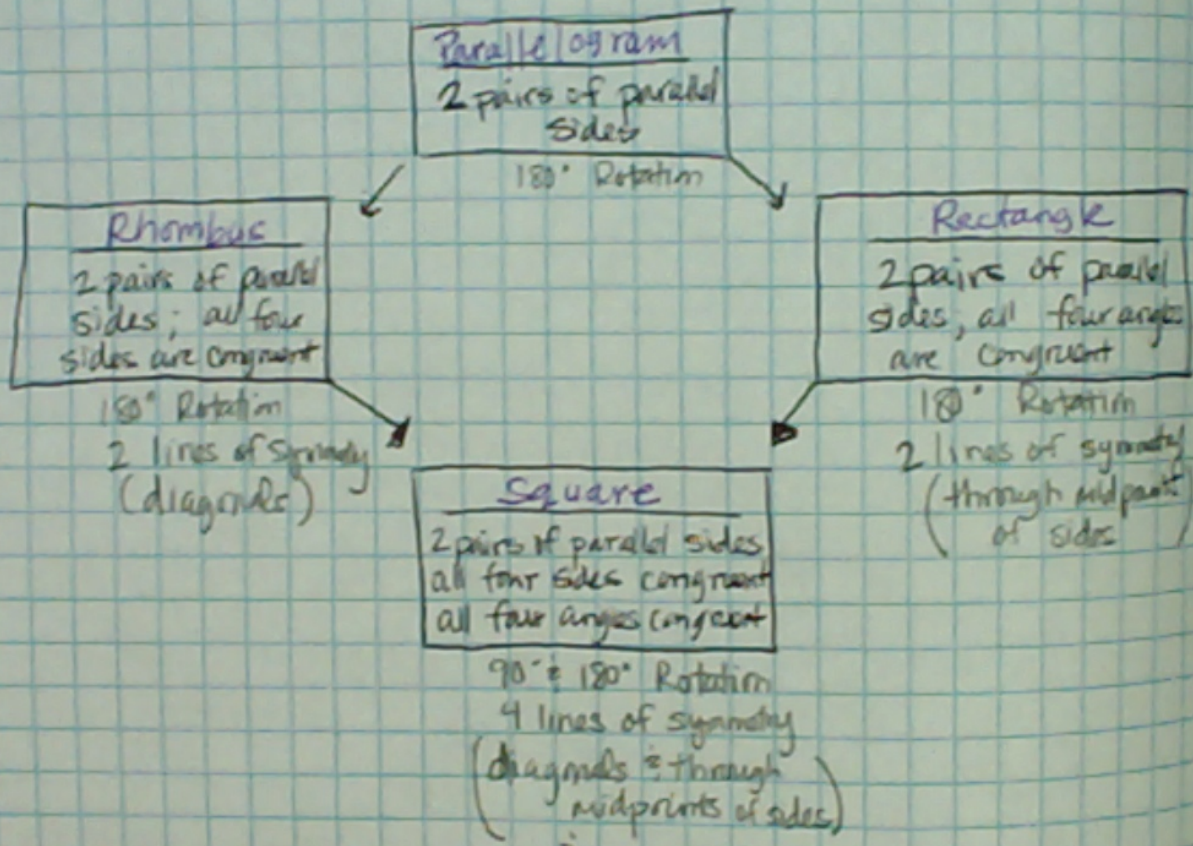 Parallelogram
2 pairs of parallel
sides
180° Rotation
Rhombus
2 pairs of parallel
sides; all four
sides are congruent
180° Rotation
2 lines of symmetry
(diagonals)
Rectangle
2 pairs of parallel
sides, all four angles
are congruent
180° Rotation
2 lines of symmetry
(through midpoint
of sides
Square
2 pairs of parallel sides
all four sides congruent
all four angles congruent
90° & 180° Rotation
4 lines of symmetry
(diagonals & through
midpoints of sides)